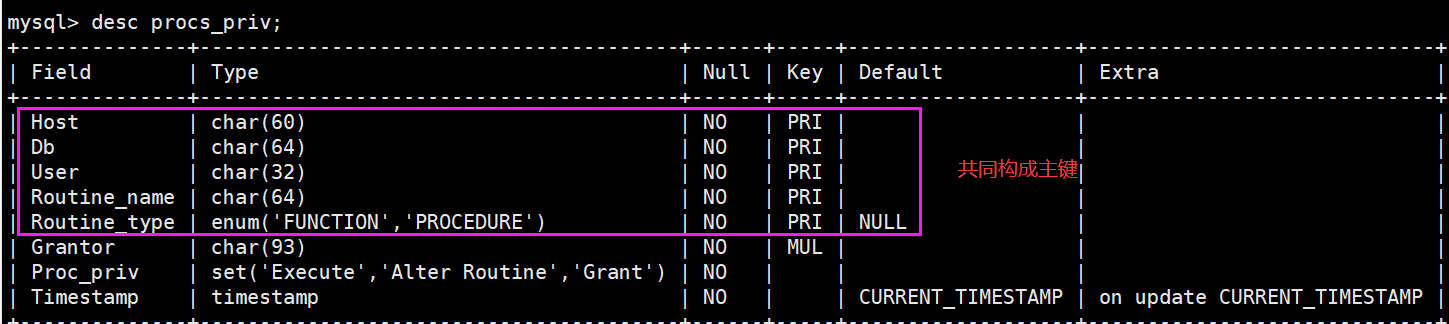 mysql> desc procs_priv;
+--------------+----------------------------------------+------+-----+-------------------+-----------------------------+
| Field        | Type                                   | Null | Key | Default           | Extra                       |
+--------------+----------------------------------------+------+-----+-------------------+-----------------------------+
| Host         | char(60)                               | NO   | PRI |                   |                             |
| Db           | char(64)                               | NO   | PRI |                   |                             |
| User         | char(32)                               | NO   | PRI | 共同构成主键 |                             |
| Routine_name | char(64)                               | NO   | PRI |                   |                             |
| Routine_type | enum('FUNCTION','PROCEDURE')           | NO   | PRI | NULL              |                             |
| Grantor      | char(93)                               | NO   | MUL |                   |                             |
| Proc_priv    | set('Execute','Alter Routine','Grant') | NO   |     |                   |                             |
| Timestamp    | timestamp                              | NO   |     | CURRENT_TIMESTAMP | on update CURRENT_TIMESTAMP |
+--------------+----------------------------------------+------+-----+-------------------+-----------------------------+